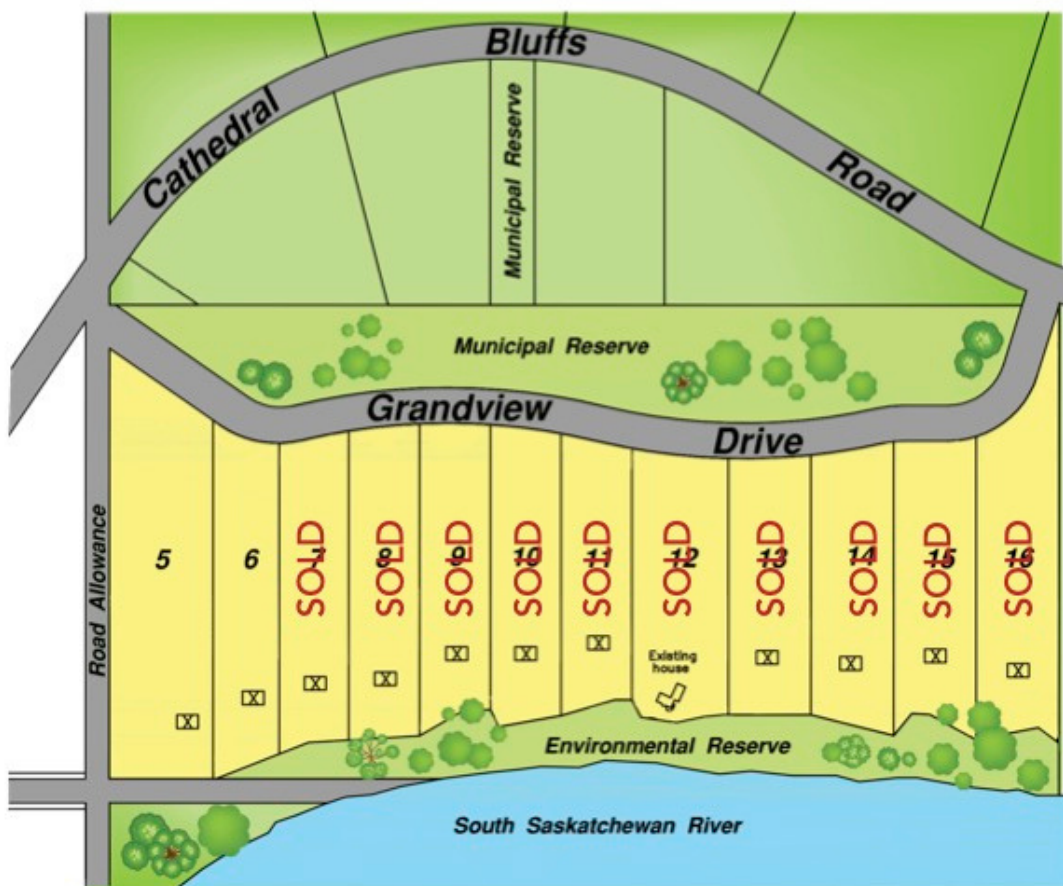 Cathedral Bluffs Road
Municipal Reserve
Municipal Reserve
Grandview Drive
Road Allowance
5
6
7
SOLD
8
SOLD
9
SOLD
10
SOLD
11
SOLD
12
SOLD
13
SOLD
14
SOLD
15
SOLD
16
SOLD
X
X
X
X
X
X
X
Existing
house
X
X
X
X
Environmental Reserve
South Saskatchewan River